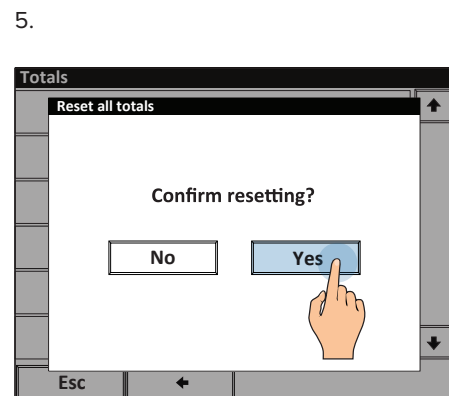 5.
Totals
Reset all totals
Confirm resetting?
No Yes
Esc